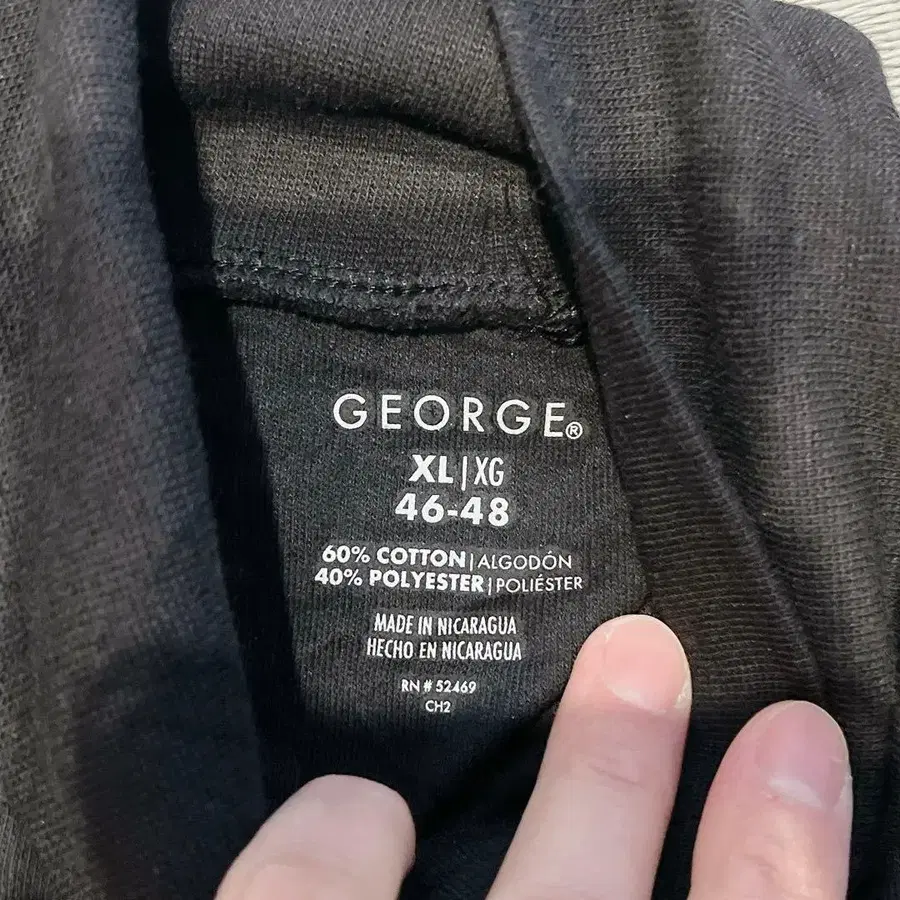 GEORGE®
XL|XG
46-48
60% COTTON|ALGODÓN
40% POLYESTER|POLIÉSTER
MADE IN NICARAGUA
HECHO EN NICARAGUA
RN # 52469
CH2